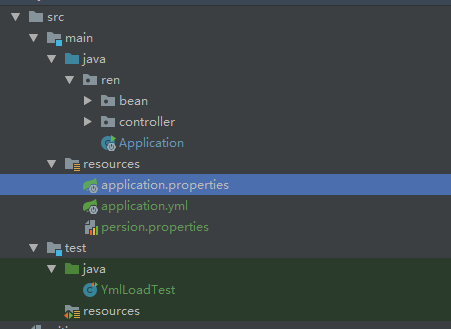 src
main
java
ren
bean
controller
Application
resources
application.properties
application.yml
persion.properties
test
java
YmlLoadTest
resources